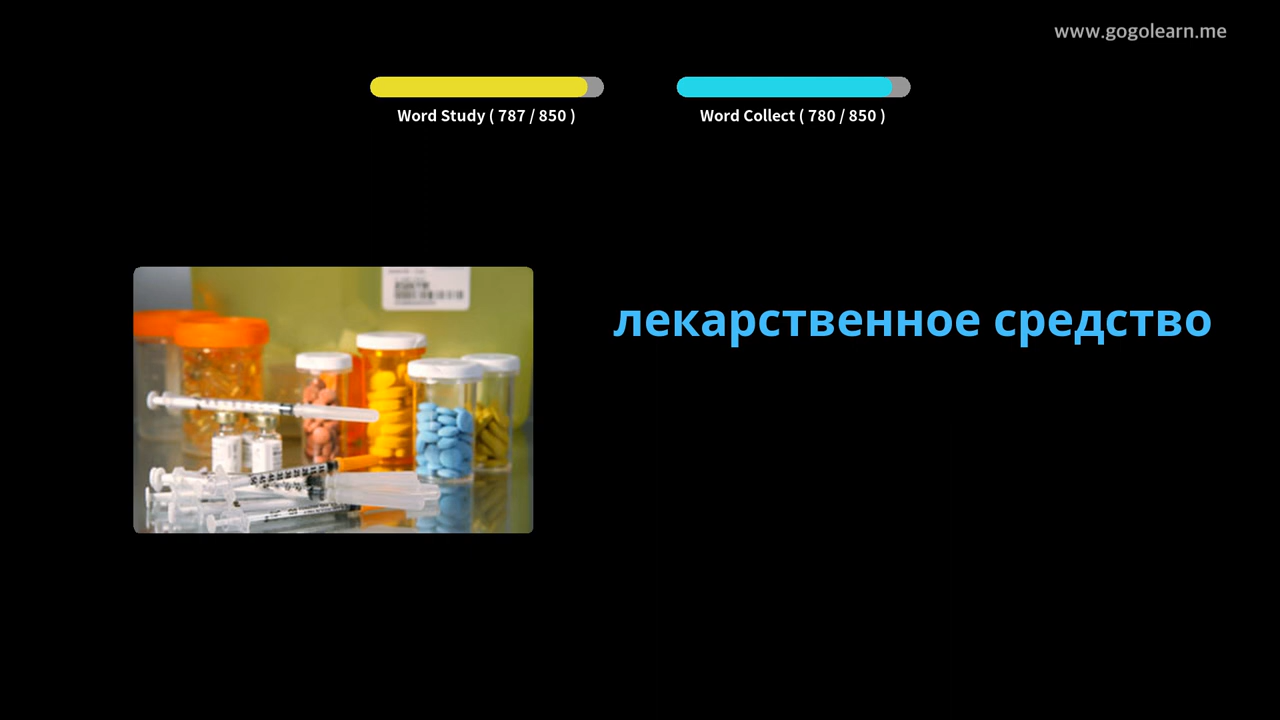 www.gogolearn.me
Word Study ( 787 / 850 )
Word Collect ( 780 / 850 )
лекарственное средство